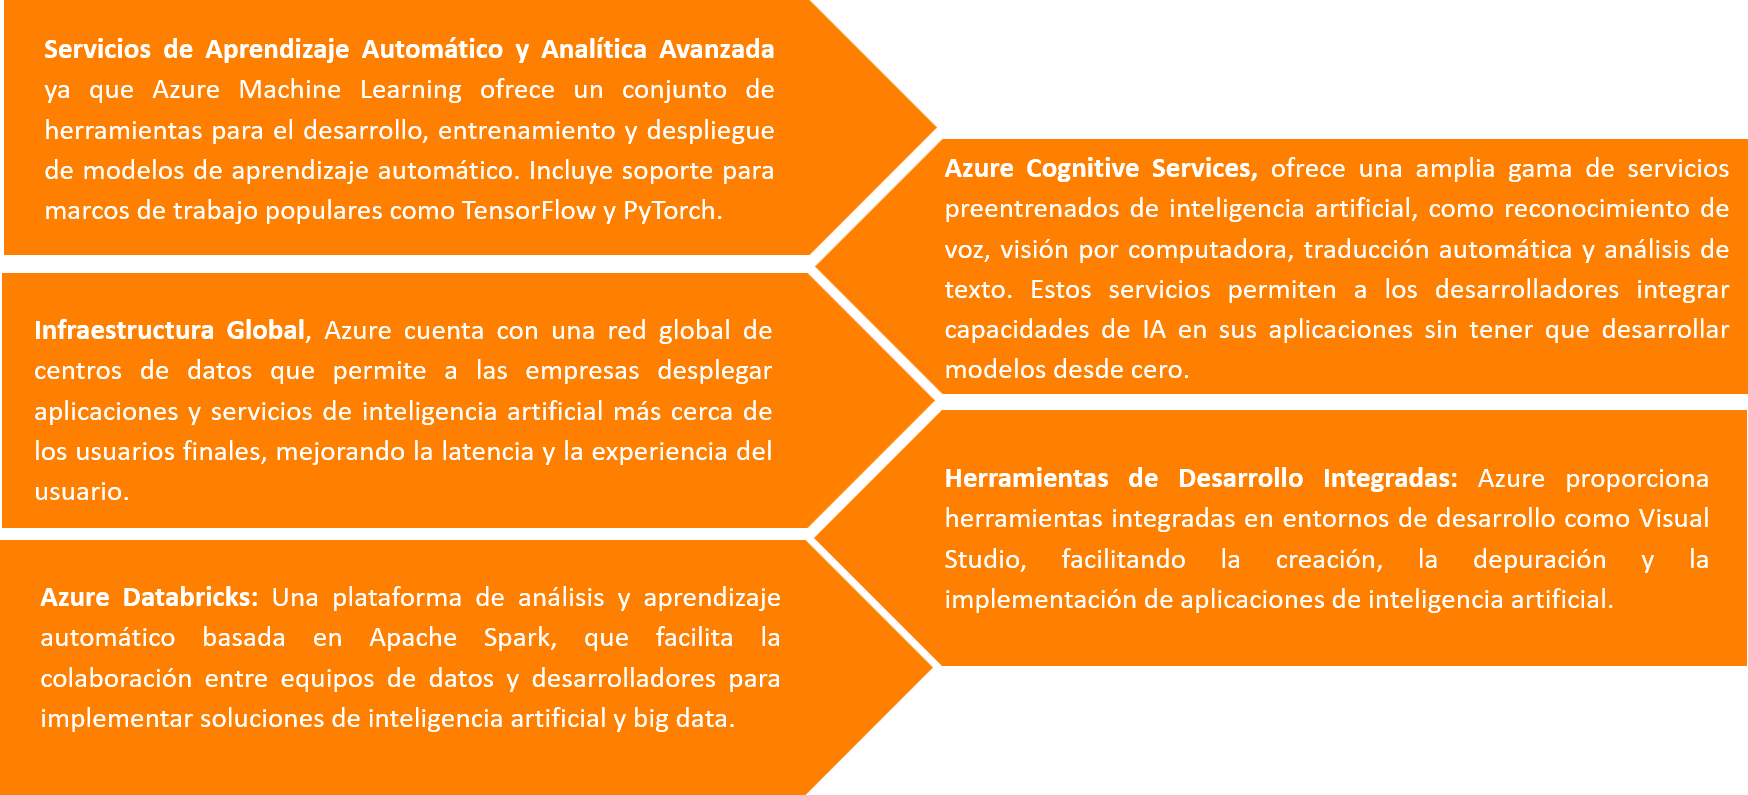 Servicios de Aprendizaje Automático y Analítica Avanzada
ya que Azure Machine Learning ofrece un conjunto de
herramientas para el desarrollo, entrenamiento y despliegue
de modelos de aprendizaje automático. Incluye soporte para
marcos de trabajo populares como TensorFlow y PyTorch.
Azure Cognitive Services, ofrece una amplia gama de servicios
preentrenados de inteligencia artificial, como reconocimiento de
voz, visión por computadora, traducción automática y análisis de
texto. Estos servicios permiten a los desarrolladores integrar
capacidades de IA en sus aplicaciones sin tener que desarrollar
modelos desde cero.
Infraestructura Global, Azure cuenta con una red global de
centros de datos que permite a las empresas desplegar
aplicaciones y servicios de inteligencia artificial más cerca de
los usuarios finales, mejorando la latencia y la experiencia del
usuario.
Herramientas de Desarrollo Integradas: Azure proporciona
herramientas integradas en entornos de desarrollo como Visual
Studio, facilitando la creación, la depuración y la
implementación de aplicaciones de inteligencia artificial.
Azure Databricks: Una plataforma de análisis y aprendizaje
automático basada en Apache Spark, que facilita la
colaboración entre equipos de datos y desarrolladores para
implementar soluciones de inteligencia artificial y big data.